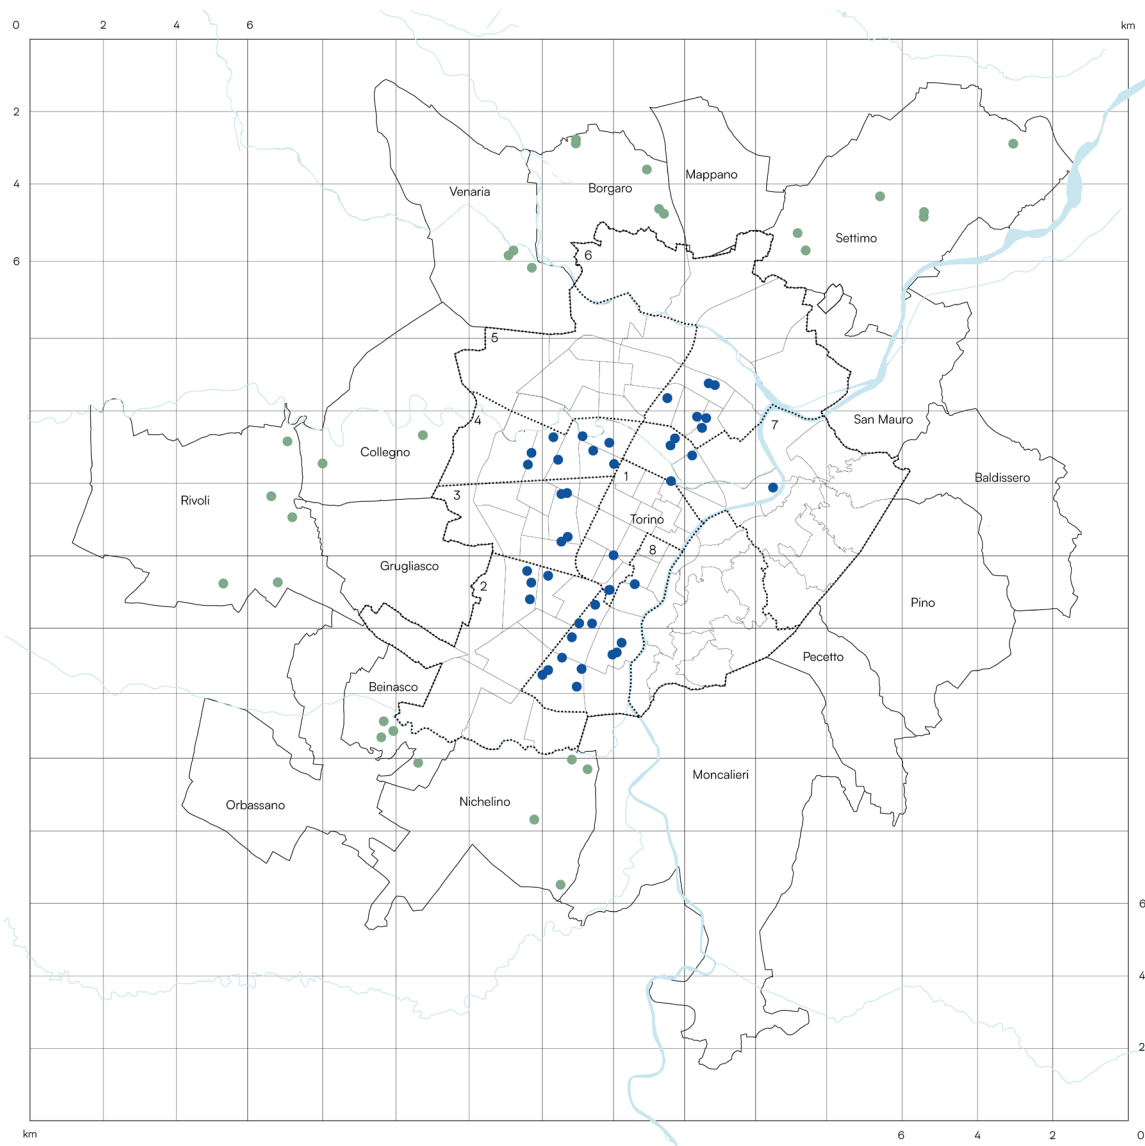 0 2 4 6 km
2
Mappano
4
Venaria Borgaro
Settimo
6 6
5
4 7 San Mauro
Collegno
1 Baldissero
3
Rivoli
Torino
8
Grugliasco
2
Pino
Pecetto
Beinasco
Moncalieri
Orbassano Nichelino
6
4
2
km 6 4 2 0